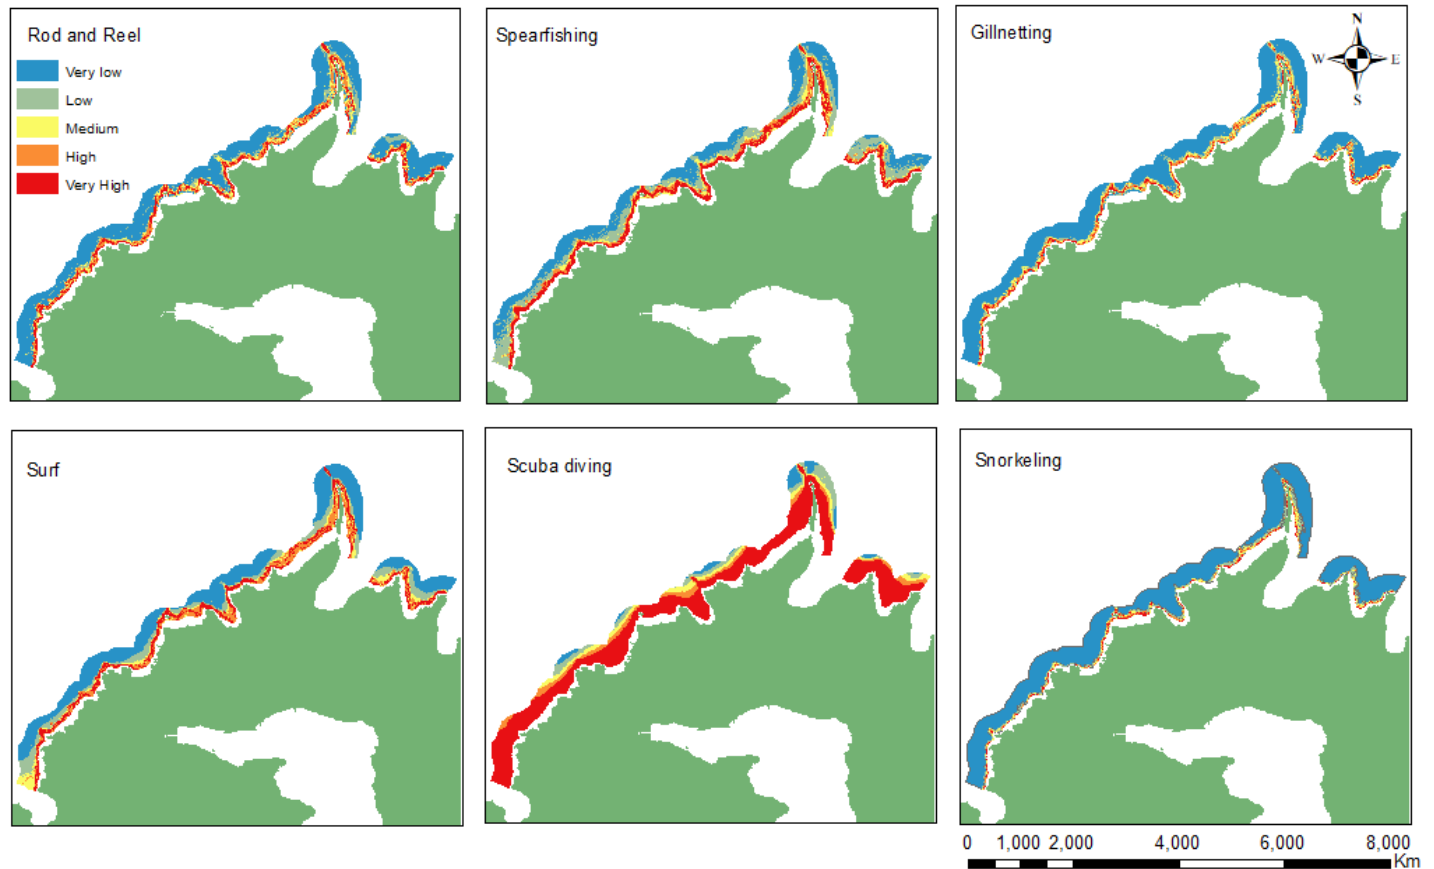 Rod and Reel
Very low
Low
Medium
High
Very High
Spearfishing
Gillnetting
N
W E
S
Surf
Scuba diving
Snorkeling
0 1,000 2,000 4,000 6,000 8,000
Km